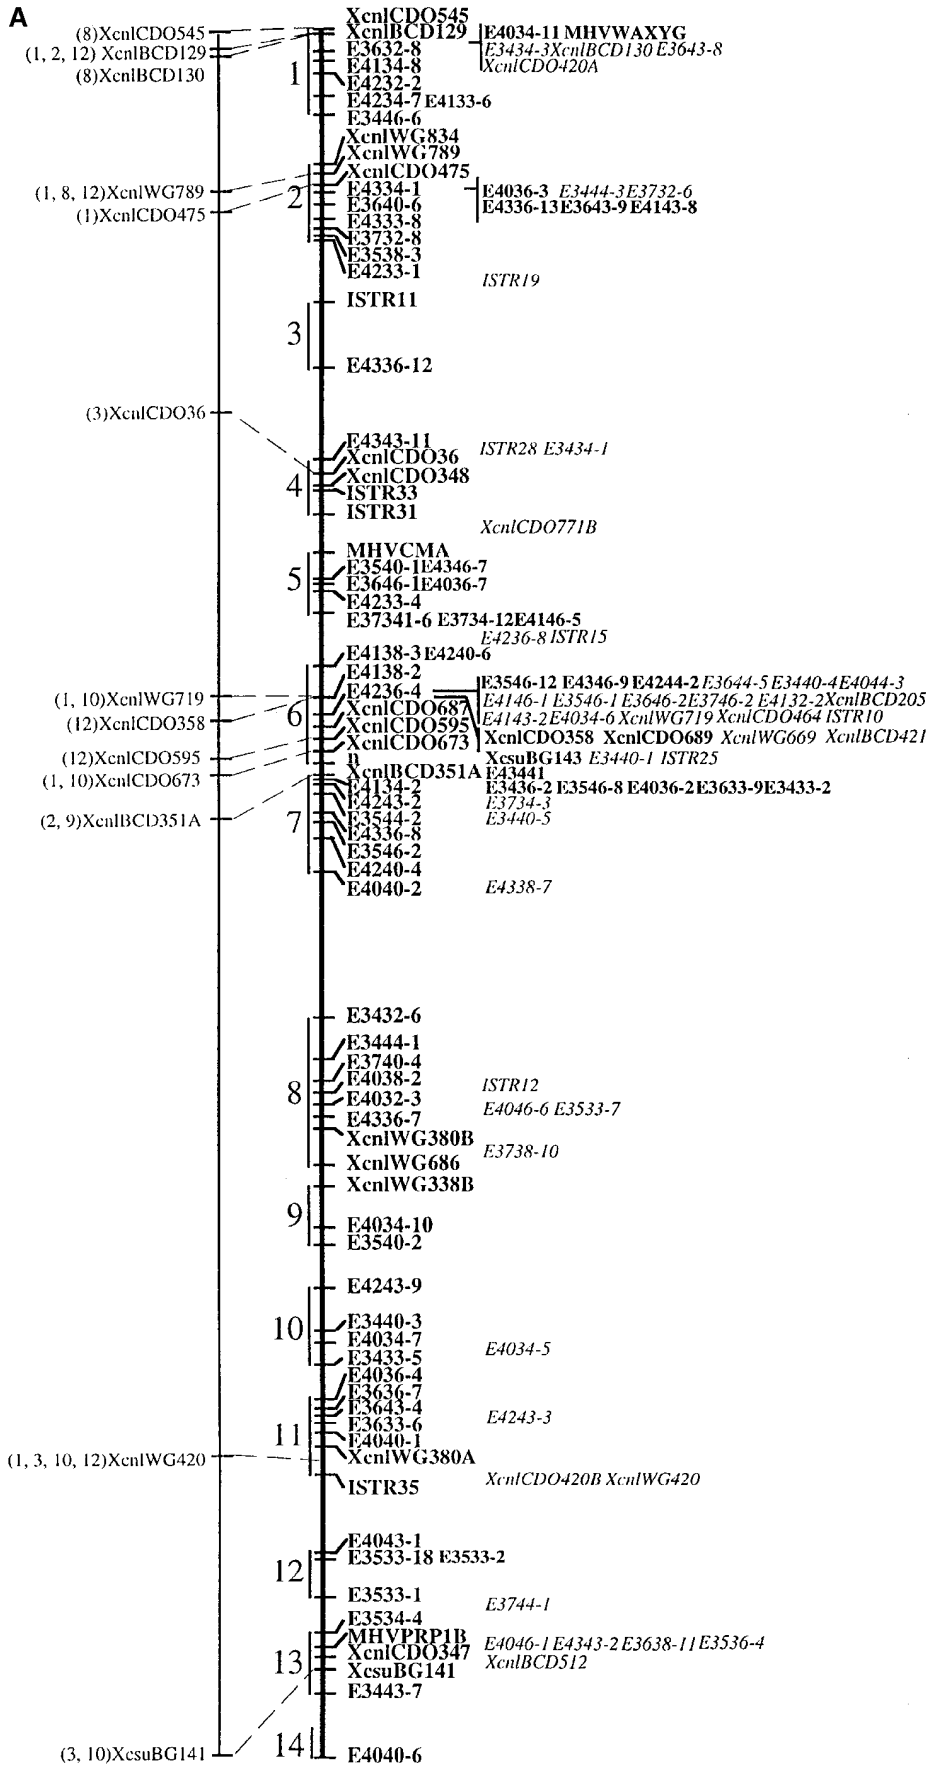 A
XcnlCDO545
(8)XcnlCDO545
XcnlBCD129
E4034-11 MHVWAXYG
(1, 2, 12) XcnlBCD129
E3632-8
E3434-3XcnlBCD130 E3643-8
(8)XcnlBCD130
E4134-8
XcnlCDO420A
1
E4232-2
E4234-7 E4133-6
E3446-6
XcnlWG834
XcnlWG789
XcnlCDO475
(1, 8, 12)XcnlWG789
E4334-1
E4036-3 E3444-3E3732-6
2
E3640-6
E4336-13E3643-9 E4143-8
(1)XcnlCDO475
E4333-8
E3732-8
E3538-3
E4233-1
ISTR19
ISTR11
3
E4336-12
(3)XcnlCDO36
E4343-11
ISTR28 E3434-1
XcnlCDO36
XcnlCDO348
4
ISTR33
ISTR31
XcnlCDO771B
MHVCMA
E3540-1E4346-7
5
E3646-1E4036-7
E4233-4
E37341-6 E3734-12E4146-5
E4236-8 ISTR15
E4138-3 E4240-6
E4138-2
E3546-12 E4346-9 E4244-2 E3644-5 E3440-4E4044-3
(1, 10)XcnlWG719
E4236-4
E4146-1 E3546-1 E3646-2E3746-2 E4132-2XcnlBCD205
6
XcnlCDO687
E4143-2E4034-6 XcnlWG719 XcnlCDO464 ISTR10
(12)XcnlCDO358
XcnlCDO595
XcnlCDO358 XcnlCDO689 XcnlWG669 XcnlBCD421
(12)XcnlCDO595
XcnlCDO673
n
XcsuBG143 E3440-1 ISTR25
(1, 10)XcnlCDO673
XcnlBCD351A
E43441
E4134-2
E3436-2 E3546-8 E4036-2E3633-9E3433-2
E4243-2
E3734-3
(2, 9)XcnlBCD351A
7
E3544-2
E3440-5
E4336-8
E3546-2
E4240-4
E4040-2
E4338-7
E3432-6
E3444-1
E3740-4
8
E4038-2
ISTR12
E4032-3
E4046-6 E3533-7
E4336-7
XcnlWG380B
E3738-10
XcnlWG686
XcnlWG338B
9
E4034-10
E3540-2
E4243-9
10
E3440-3
E4034-7
E4034-5
E3433-5
E4036-4
E3636-7
E3643-4
E4243-3
11
E3633-6
E4040-1
(1, 3, 10, 12)XcnlWG420
XcnlWG380A
ISTR35
XcnlCDO420B XcnlWG420
E4043-1
12
E3533-18 E3533-2
E3533-1
E3744-1
E3534-4
MHVPRP1B
E4046-1 E4343-2 E3638-11 E3536-4
13
XcnlCDO347
XcnlBCD512
XcsuBG141
E3443-7
(3, 10)XcsuBG141
14
E4040-6